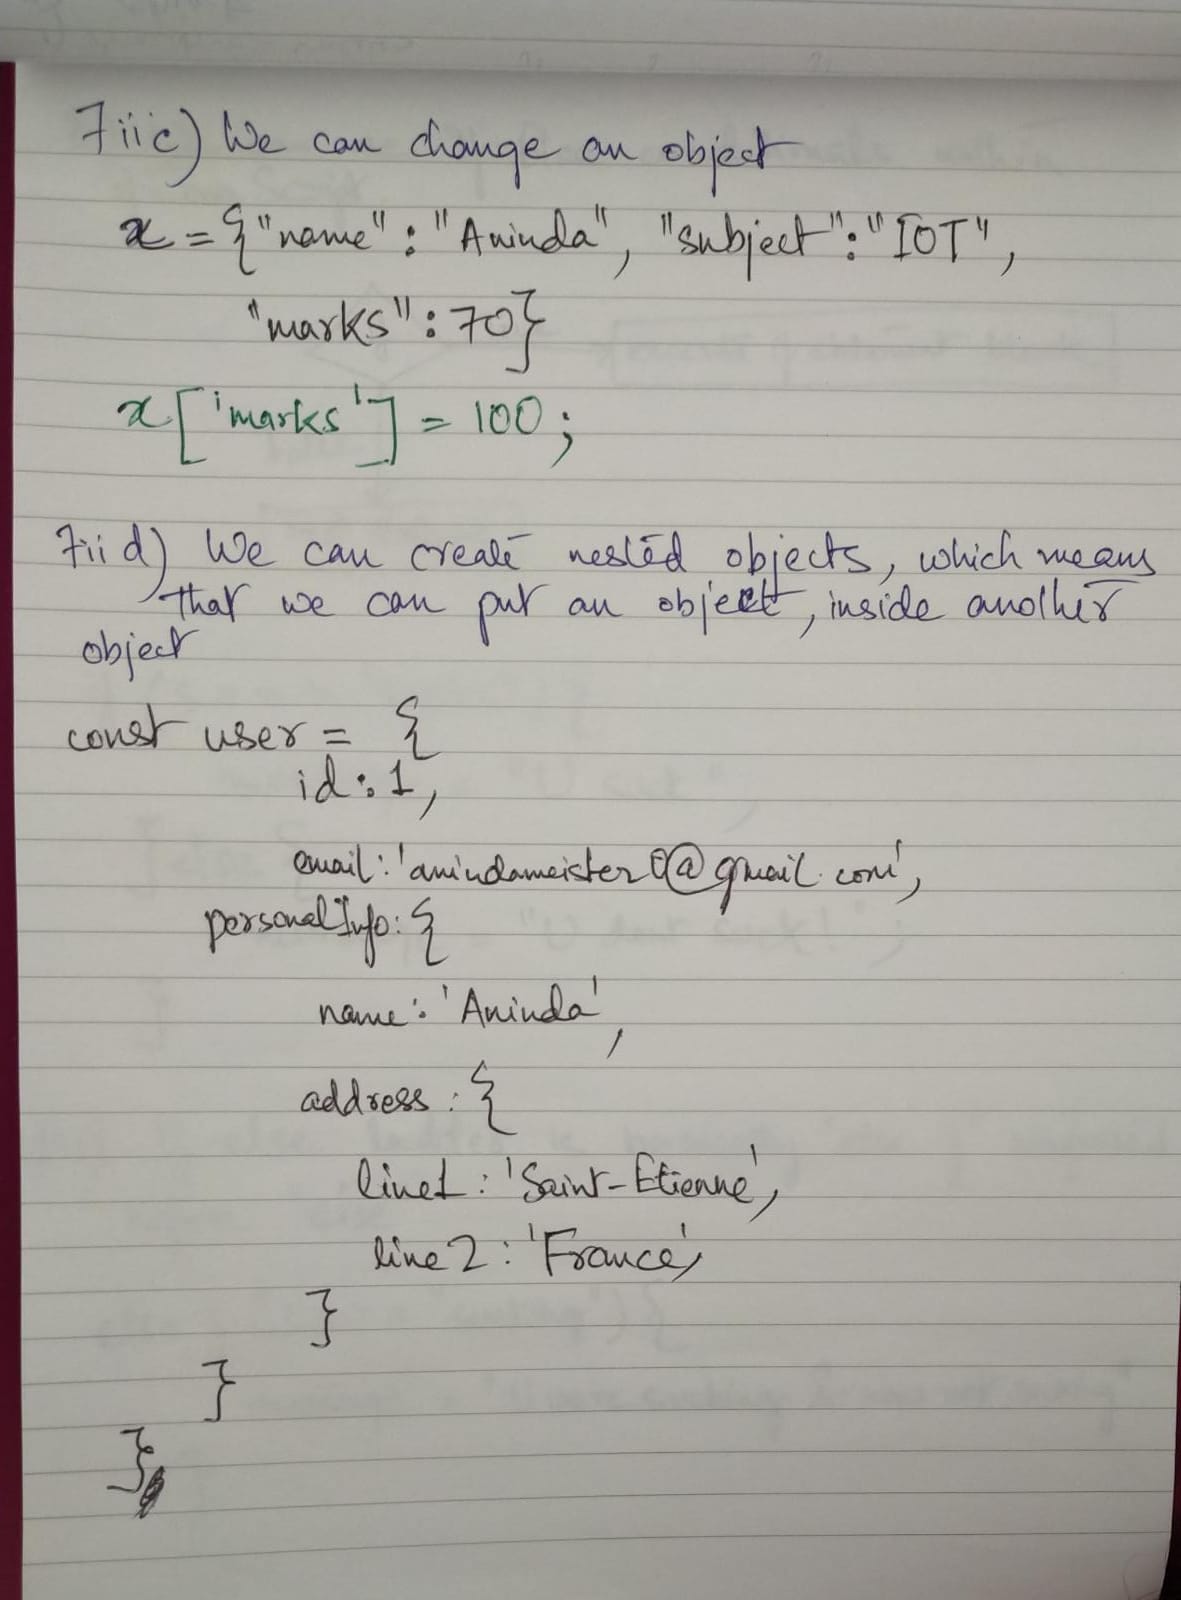 7iic) We can change an object
x = {"name" : "Aninda", "subject" : "IOT",
"marks" : 70}
x['marks'] = 100;
7ii d) We can create nested objects, which means
that we can put an object, inside another
object
const user = {
id : 1,
email : 'anindameister0@gmail.com',
personalInfo : {
name : 'Aninda',
address : {
line1 : 'Saint-Etienne',
line2 : 'France',
}
}
}